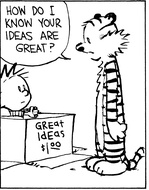 HOW DO I
KNOW YOUR
IDEAS ARE
GREAT?
GREAT
IDEAS
$1.00